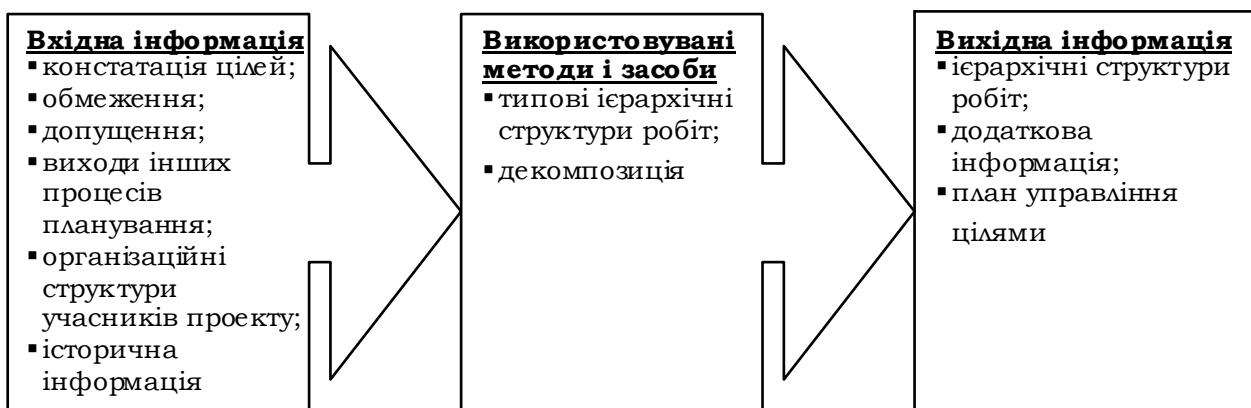 Вхідна інформація
▪ констатація цілей;
▪ обмеження;
▪ допущення;
▪ виходи інших
процесів
планування;
▪ організаційні
структури
учасників проекту;
▪ історична
інформація
Використовувані
методи і засоби
▪ типові ієрархічні
структури робіт;
▪ декомпозиція
Вихідна інформація
▪ ієрархічні структури
робіт;
▪ додаткова
інформація;
▪ план управління
цілями